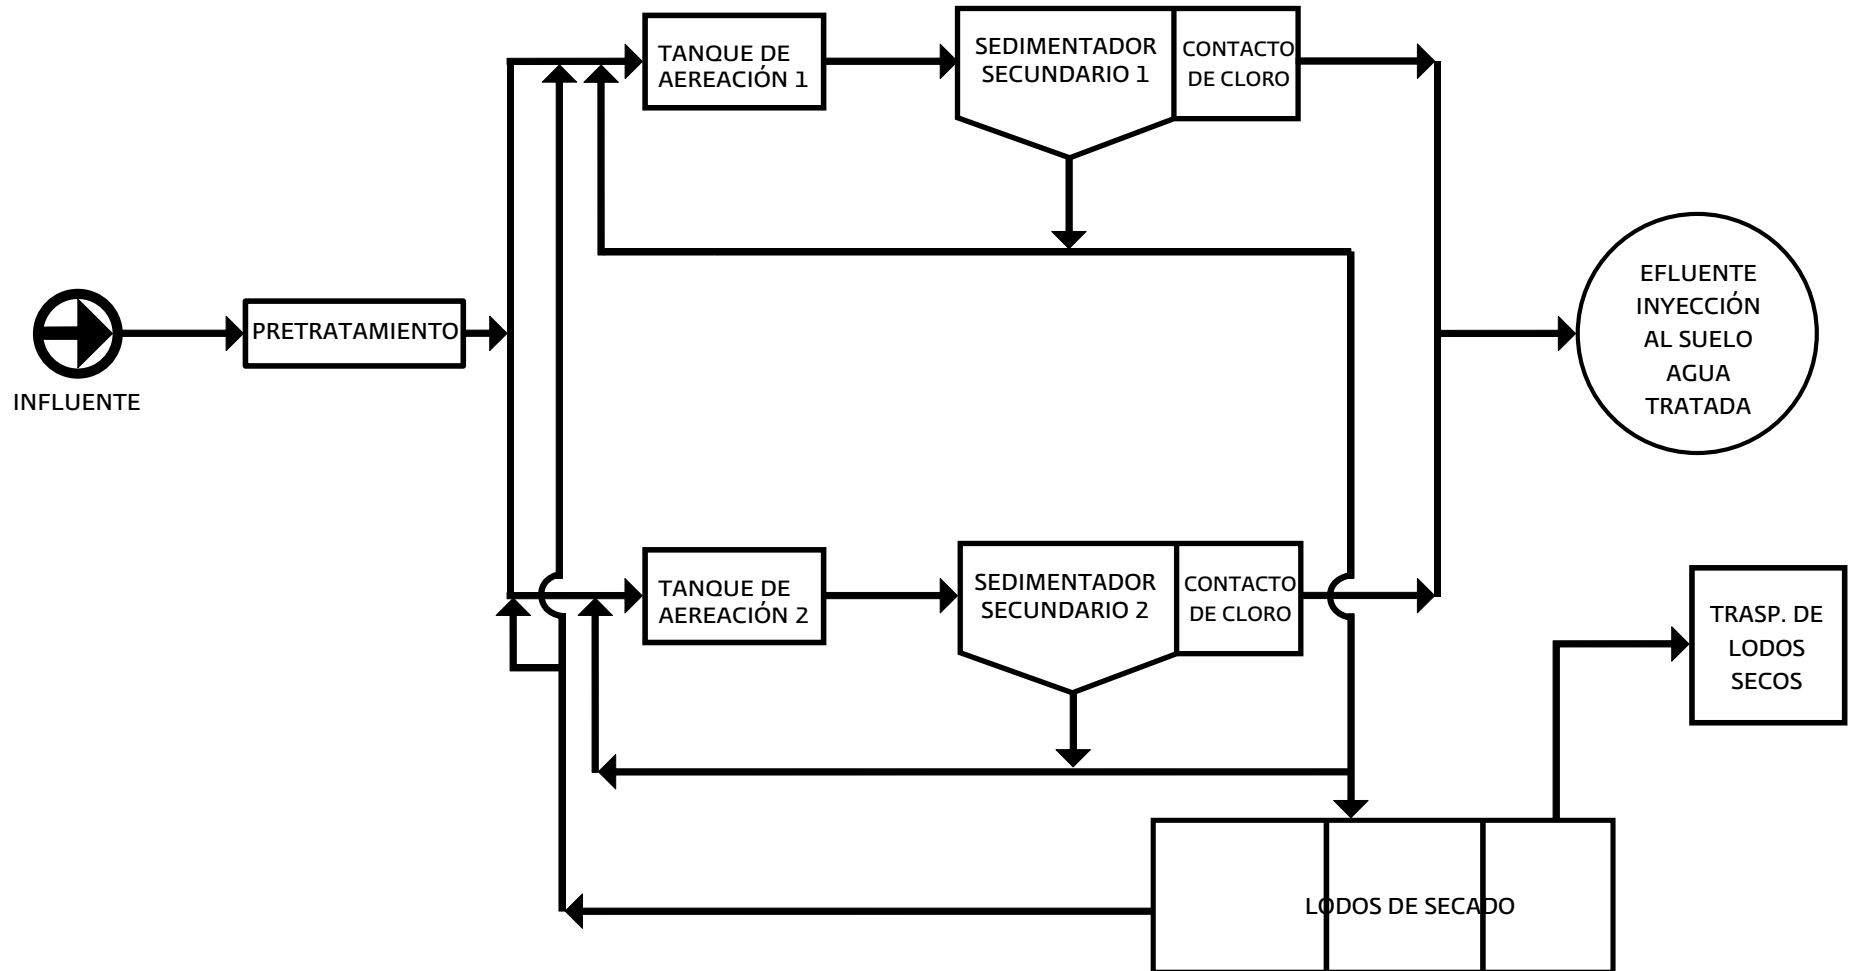 TANQUE DE
AEREACIÓN 1
SEDIMENTADOR
SECUNDARIO 1
CONTACTO
DE CLORO
INFLUENTE
PRETRATAMIENTO
EFLUENTE
INYECCIÓN
AL SUELO
AGUA
TRATADA
TANQUE DE
AEREACIÓN 2
SEDIMENTADOR
SECUNDARIO 2
CONTACTO
DE CLORO
TRASP. DE
LODOS
SECOS
LODOS DE SECADO